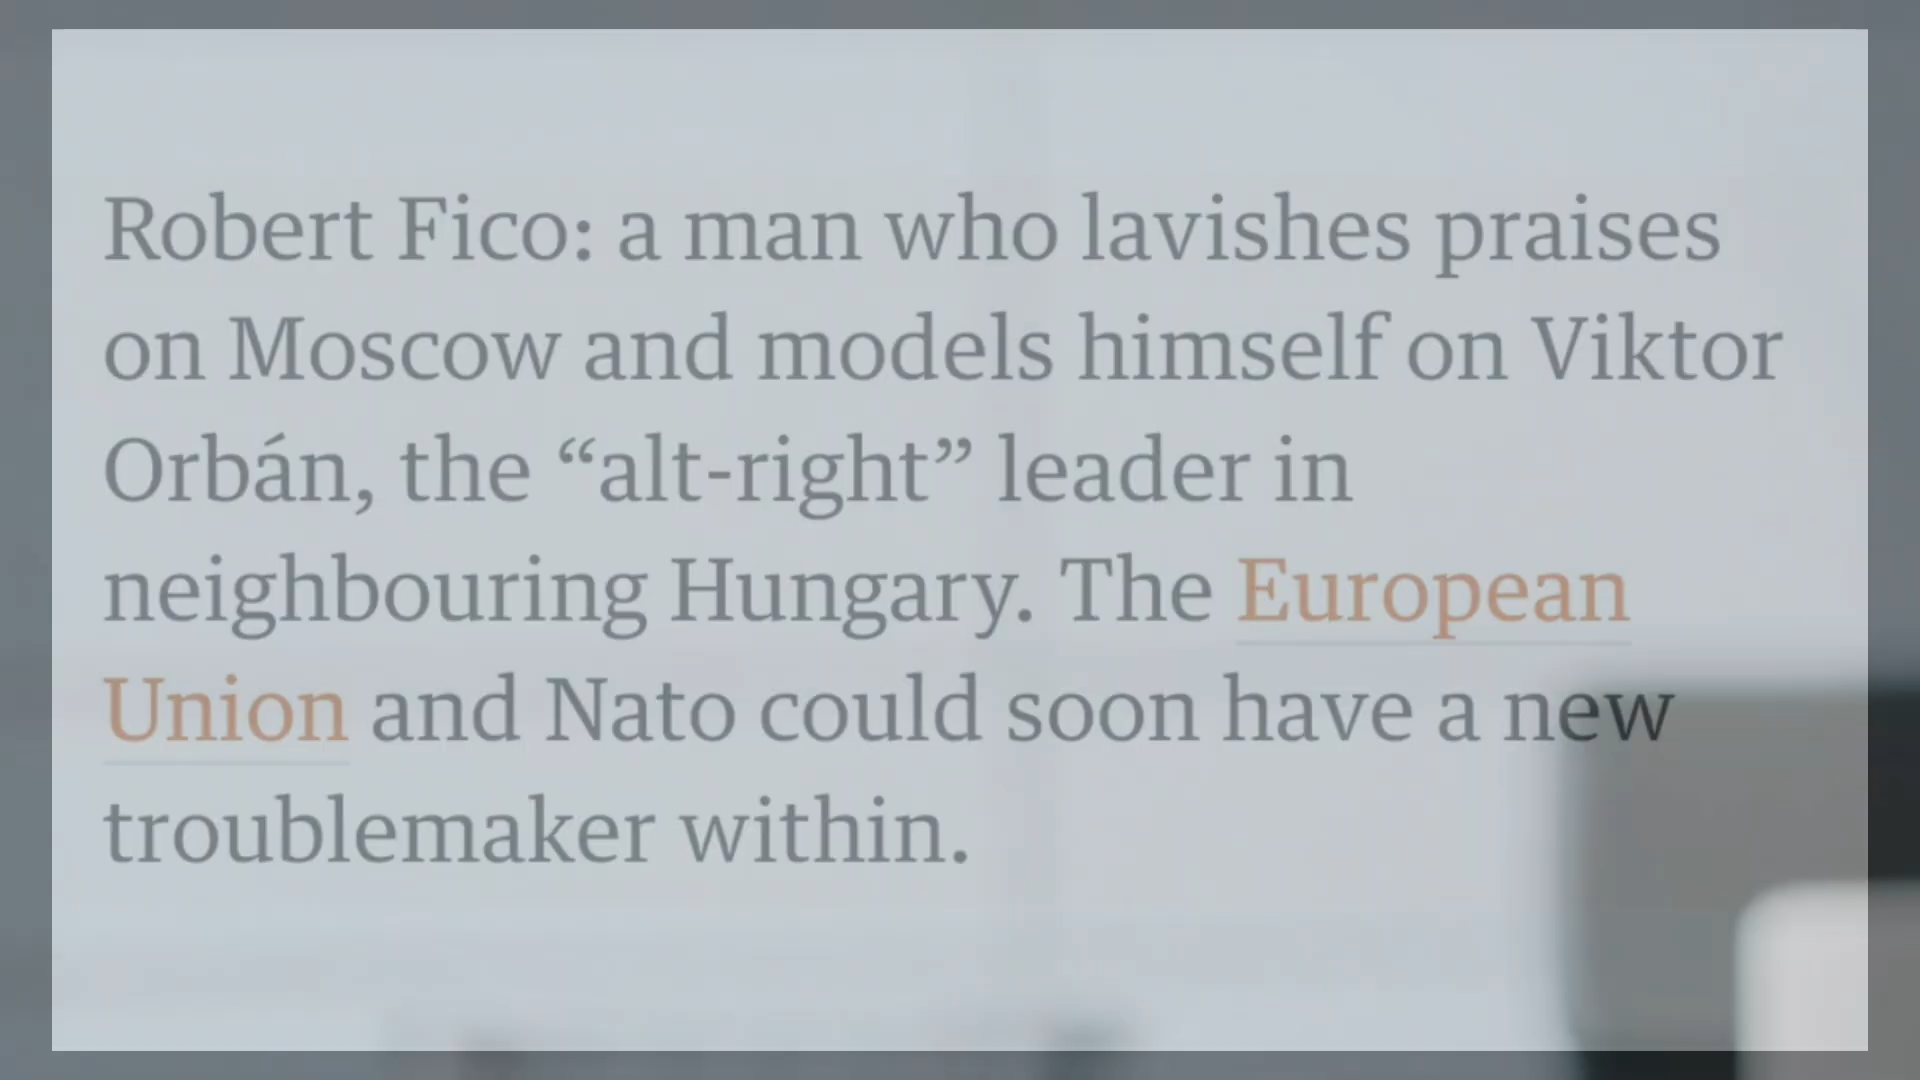 Robert Fico: a man who lavishes praises
on Moscow and models himself on Viktor
Orbán, the “alt-right” leader in
neighbouring Hungary. The European
Union and Nato could soon have a new
troublemaker within.